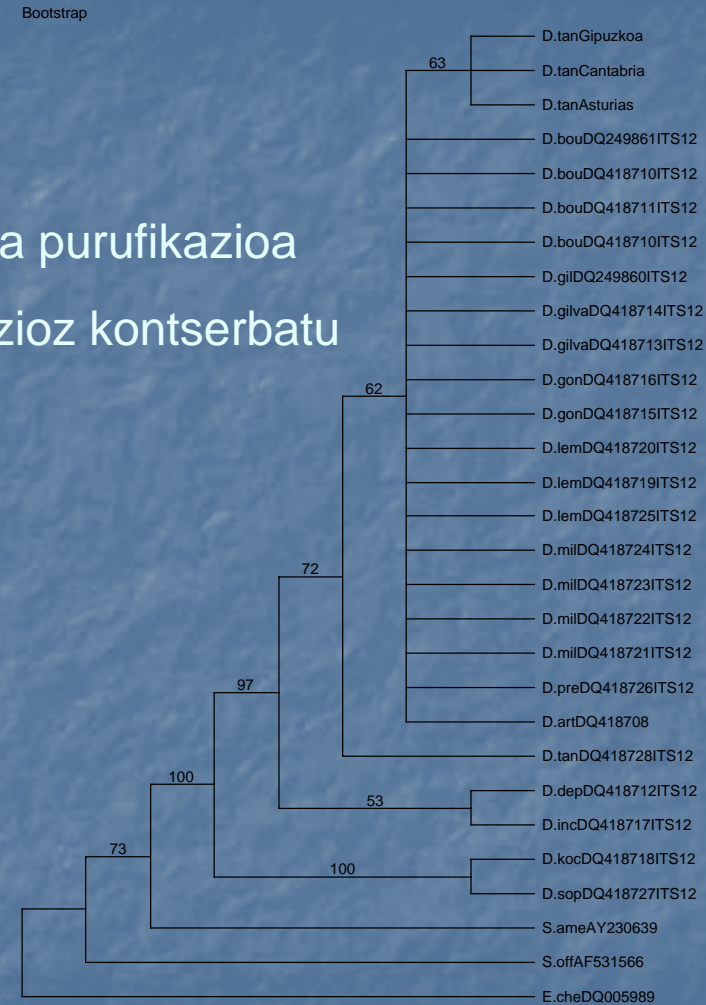 Bootstrap
D.tanGipuzkoa
63
D.tanCantabria
D.tanAsturias
D.bouDQ249861ITS12
D.bouDQ418710ITS12
D.bouDQ418711ITS12
a purufikazioa
D.bouDQ418710ITS12
D.gilDQ249860ITS12
D.gilvaDQ418714ITS12
zioz kontserbatu
D.gilvaDQ418713ITS12
D.gonDQ418716ITS12
62
D.gonDQ418715ITS12
D.lemDQ418720ITS12
D.lemDQ418719ITS12
D.lemDQ418725ITS12
D.milDQ418724ITS12
72
D.milDQ418723ITS12
D.milDQ418722ITS12
D.milDQ418721ITS12
97
D.preDQ418726ITS12
D.artDQ418708
D.tanDQ418728ITS12
100
D.depDQ418712ITS12
53
D.incDQ418717ITS12
73
D.kocDQ418718ITS12
100
D.sopDQ418727ITS12
S.ameAY230639
S.offAF531566
E.cheDQ005989